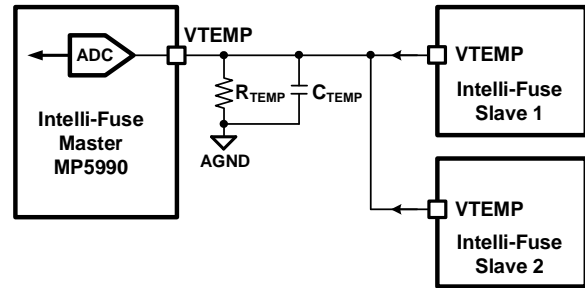 VTEMP
ADC
VTEMP
RTEMP
CTEMP
Intelli-Fuse
Slave 1
Intelli-Fuse
Master
MP5990
AGND
VTEMP
Intelli-Fuse
Slave 2